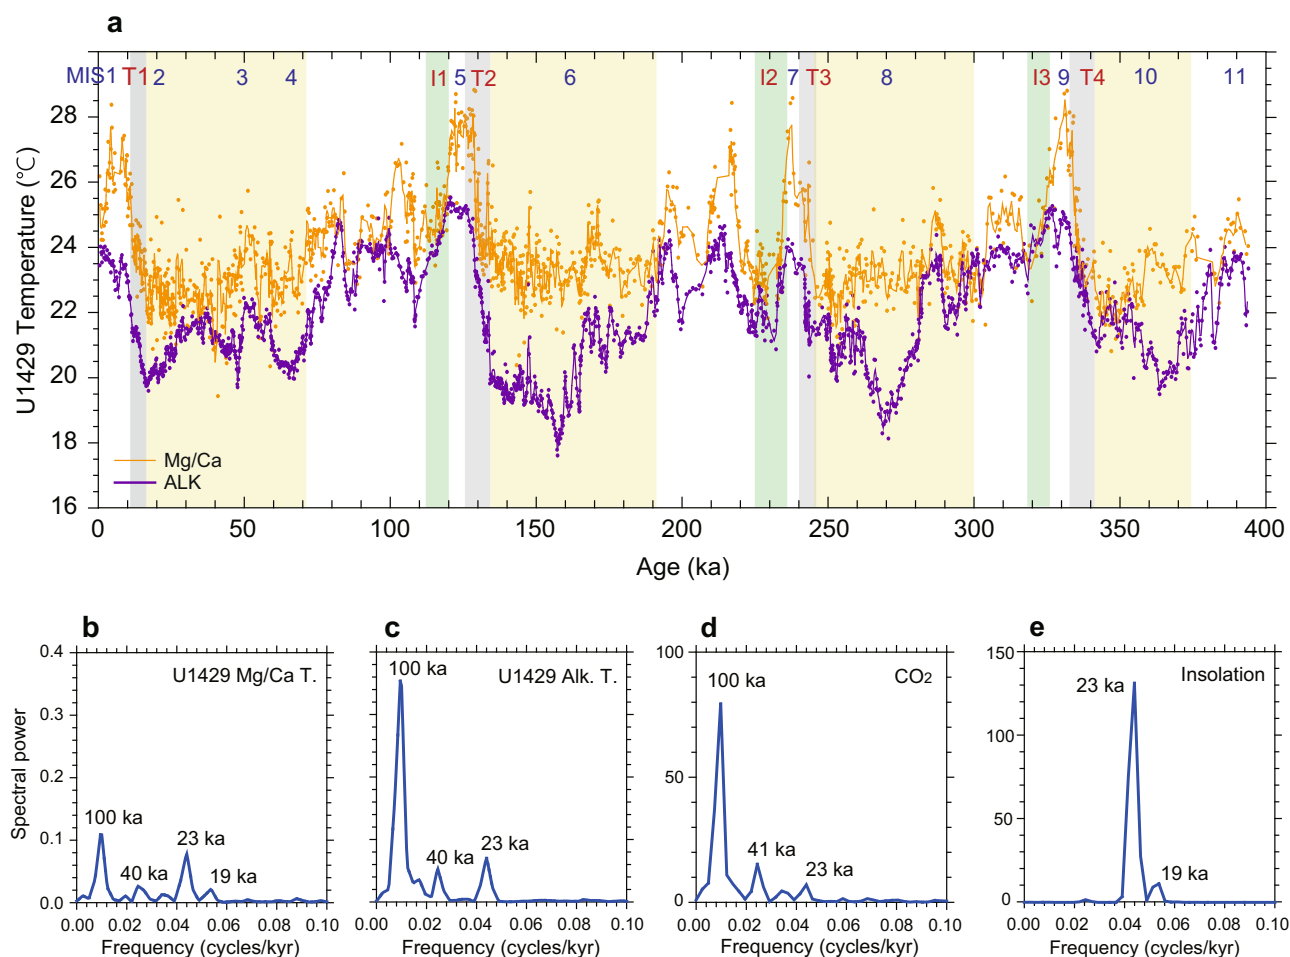 a
MIS1 T1 2 3 4 I1 5 T2 6 I2 7 T3 8 I3 9 T4 10 11
28
26
24
22
20
18
16
U1429 Temperature (℃)
Mg/Ca
ALK
0 50 100 150 200 250 300 350 400
Age (ka)
b
0.4
0.3
0.2
0.1
0.0
Spectral power
U1429 Mg/Ca T.
100 ka
40 ka
23 ka
19 ka
0.00 0.02 0.04 0.06 0.08 0.10
Frequency (cycles/kyr)
c
U1429 Alk. T.
100 ka
40 ka
23 ka
0.00 0.02 0.04 0.06 0.08 0.10
Frequency (cycles/kyr)
d
100
50
0
CO2
100 ka
41 ka
23 ka
0.00 0.02 0.04 0.06 0.08 0.10
Frequency (cycles/kyr)
e
150
100
50
0
Insolation
23 ka
19 ka
0.00 0.02 0.04 0.06 0.08 0.10
Frequency (cycles/kyr)